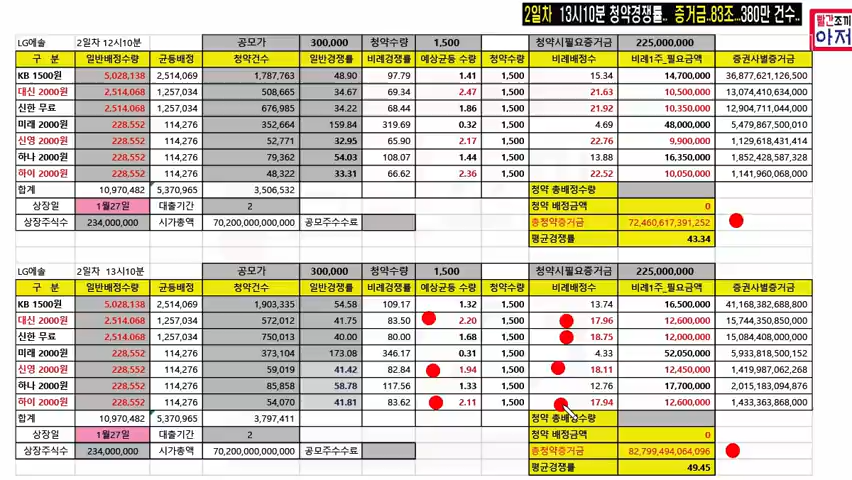 2일차 13시10분 청약경쟁률.. 증거금..83조...380만 건수..
빨간조끼
아저
LG에솔 2일차 12시10분 공모가 300,000 청약수량 1,500 청약시필요증거금 225,000,000
구 분 일반배정수량 균등배정 청약건수 일반경쟁률 비례경쟁률 예상균등 수량 청약수량 비례배정수 비례1주_필요금액 증권사별증거금
KB 1500원 5,028,138 2,514,069 1,787,763 48.90 97.79 1.41 1,500 15.34 14,700,000 36,877,621,126,500
대신 2000원 2,514,068 1,257,034 508,665 34.67 69.34 2.47 1,500 21.63 10,500,000 13,074,410,634,000
신한 무료 2,514,068 1,257,034 676,985 34.22 68.44 1.86 1,500 21.92 10,350,000 12,904,711,044,000
미래 2000원 228,552 114,276 352,664 159.84 319.69 0.32 1,500 4.69 48,000,000 5,479,867,500,010
신영 2000원 228,552 114,276 52,771 32.95 65.90 2.17 1,500 22.76 9,900,000 1,129,618,431,414
하나 2000원 228,552 114,276 79,362 54.03 108.07 1.44 1,500 13.88 16,350,000 1,852,428,587,328
하이 2000원 228,552 114,276 48,322 33.31 66.62 2.36 1,500 22.52 10,050,000 1,141,960,068,000
합계 10,970,482 5,370,965 3,506,532 청약 총배정수량
상장일 1월27일 대출기간 2 청약 배정금액 0
상장주식수 234,000,000 시가총액 70,200,000,000,000 공모주수수료 총청약증거금 72,460,617,391,252
평균경쟁률 43.34
LG에솔 2일차 13시10분 공모가 300,000 청약수량 1,500 청약시필요증거금 225,000,000
구 분 일반배정수량 균등배정 청약건수 일반경쟁률 비례경쟁률 예상균등 수량 청약수량 비례배정수 비례1주_필요금액 증권사별증거금
KB 1500원 5,028,138 2,514,069 1,903,335 54.58 109.17 1.32 1,500 13.74 16,500,000 41,168,382,688,800
대신 2000원 2,514,068 1,257,034 572,012 41.75 83.50 2.20 1,500 17.96 12,600,000 15,744,350,850,000
신한 무료 2,514,068 1,257,034 750,013 40.00 80.00 1.68 1,500 18.75 12,000,000 15,084,408,000,000
미래 2000원 228,552 114,276 373,104 173.08 346.17 0.31 1,500 4.33 52,050,000 5,933,818,500,152
신영 2000원 228,552 114,276 59,019 41.42 82.84 1.94 1,500 18.11 12,450,000 1,419,987,062,268
하나 2000원 228,552 114,276 85,858 58.78 117.56 1.33 1,500 12.76 17,700,000 2,015,183,094,876
하이 2000원 228,552 114,276 54,070 41.81 83.62 2.11 1,500 17.94 12,600,000 1,433,363,868,000
합계 10,970,482 5,370,965 3,797,411 청약 총배정수량
상장일 1월27일 대출기간 2 청약 배정금액 0
상장주식수 234,000,000 시가총액 70,200,000,000,000 공모주수수료 총청약증거금 82,799,494,064,096
평균경쟁률 49.45